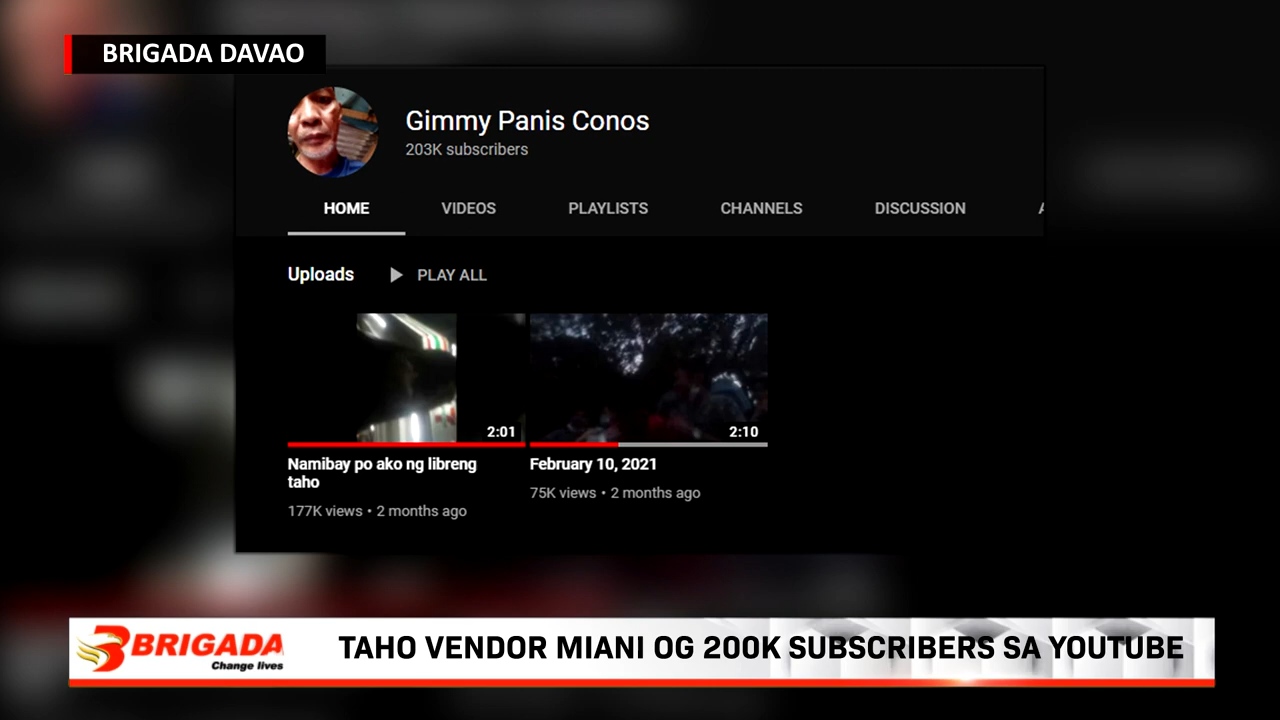 BRIGADA DAVAO
Gimmy Panis Conos
203K subscribers
HOME VIDEOS PLAYLISTS CHANNELS DISCUSSION
Uploads PLAY ALL
2:01
2:10
Namibay po ako ng libreng
taho
177K views • 2 months ago
February 10, 2021
75K views • 2 months ago
BRIGADA
Change lives
TAHO VENDOR MIANI OG 200K SUBSCRIBERS SA YOUTUBE